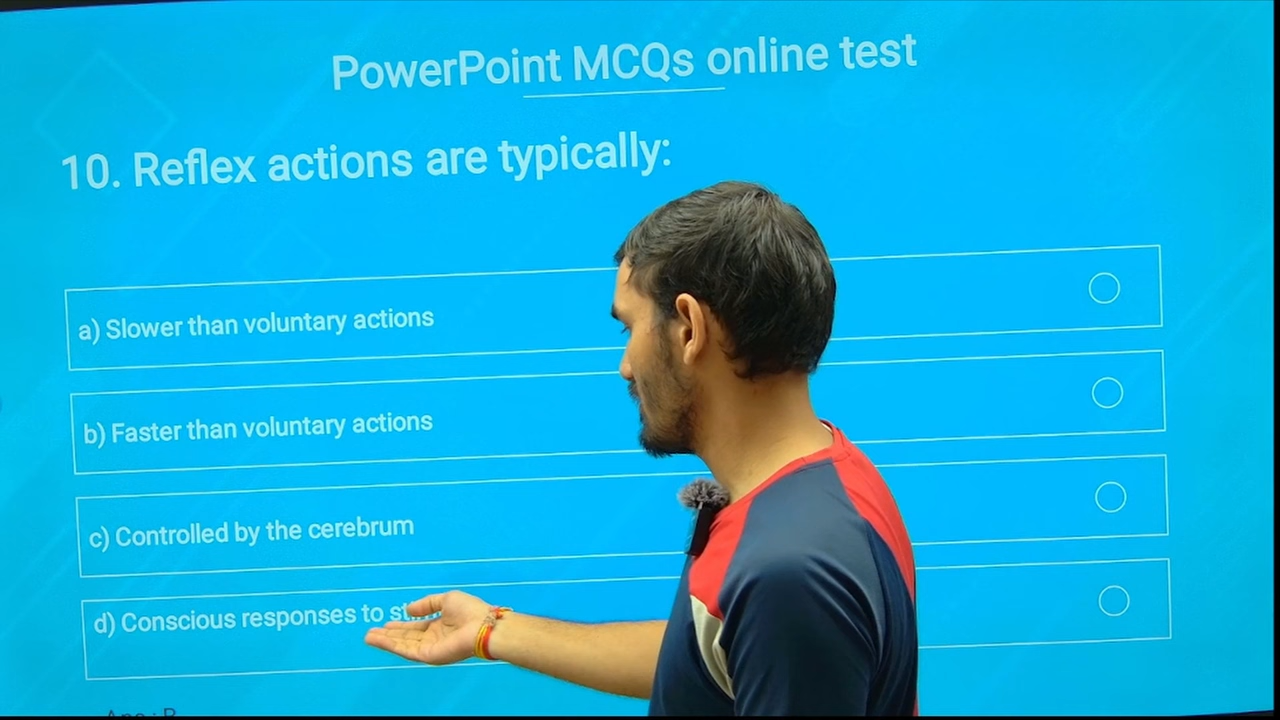 PowerPoint MCQs online test
10. Reflex actions are typically:
a) Slower than voluntary actions
b) Faster than voluntary actions
c) Controlled by the cerebrum
d) Conscious responses to